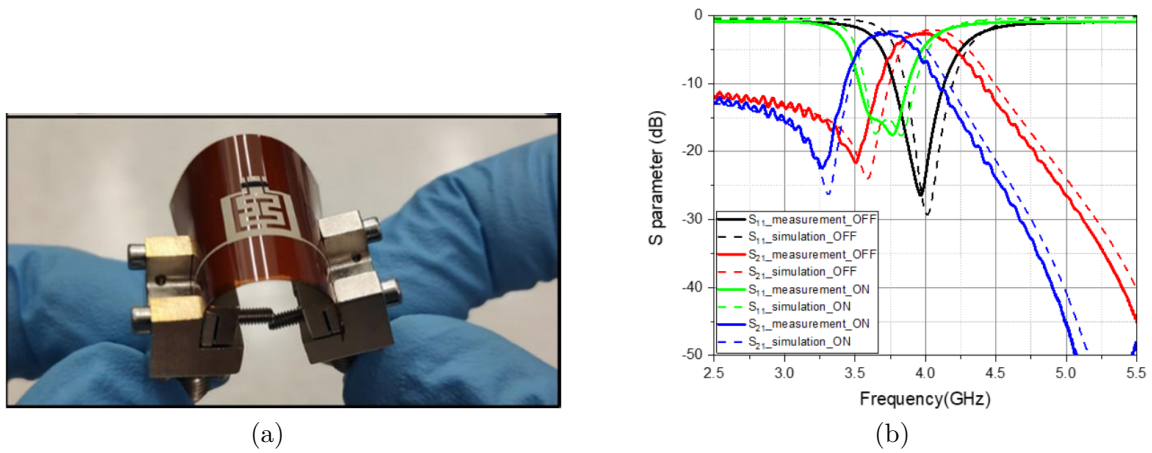 0
-10
-20
-30
-40
-50
S parameter (dB)
S11_measurement_OFF
S11_simulation_OFF
S21_measurement_OFF
S21_simulation_OFF
S11_measurement_ON
S11_simulation_ON
S21_measurement_ON
S21_simulation_ON
2.5 3.0 3.5 4.0 4.5 5.0 5.5
Frequency(GHz)
(a)
(b)